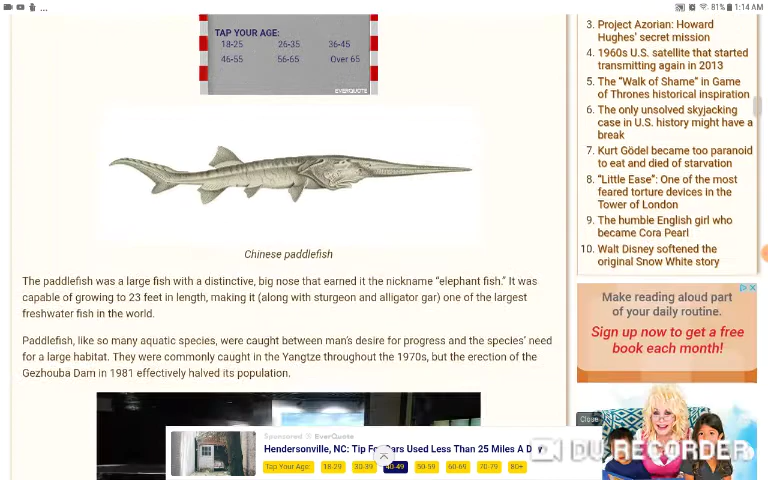 81% 1:14 AM
TAP YOUR AGE:
18-25 26-35 36-45
46-55 56-65 Over 65
EVERQUOTE
Chinese paddlefish
The paddlefish was a large fish with a distinctive, big nose that earned it the nickname “elephant fish.” It was
capable of growing to 23 feet in length, making it (along with sturgeon and alligator gar) one of the largest
freshwater fish in the world.
Paddlefish, like so many aquatic species, were caught between man's desire for progress and the species' need
for a large habitat. They were commonly caught in the Yangtze throughout the 1970s, but the erection of the
Gezhouba Dam in 1981 effectively halved its population.
3. Project Azorian: Howard
Hughes' secret mission
4. 1960s U.S. satellite that started
transmitting again in 2013
5. The “Walk of Shame” in Game
of Thrones historical inspiration
6. The only unsolved skyjacking
case in U.S. history might have a
break
7. Kurt Gödel became too paranoid
to eat and died of starvation
8. “Little Ease”: One of the most
feared torture devices in the
Tower of London
9. The humble English girl who
became Cora Pearl
10. Walt Disney softened the
original Snow White story
Make reading aloud part
of your daily routine.
Sign up now to get a free
book each month!
Close
Sponsored EverQuote
Hendersonville, NC: Tip For Cars Used Less Than 25 Miles A Day
Tap Your Age: 18-29 30-39 40-49 50-59 60-69 70-79 80+
DU RECORDER